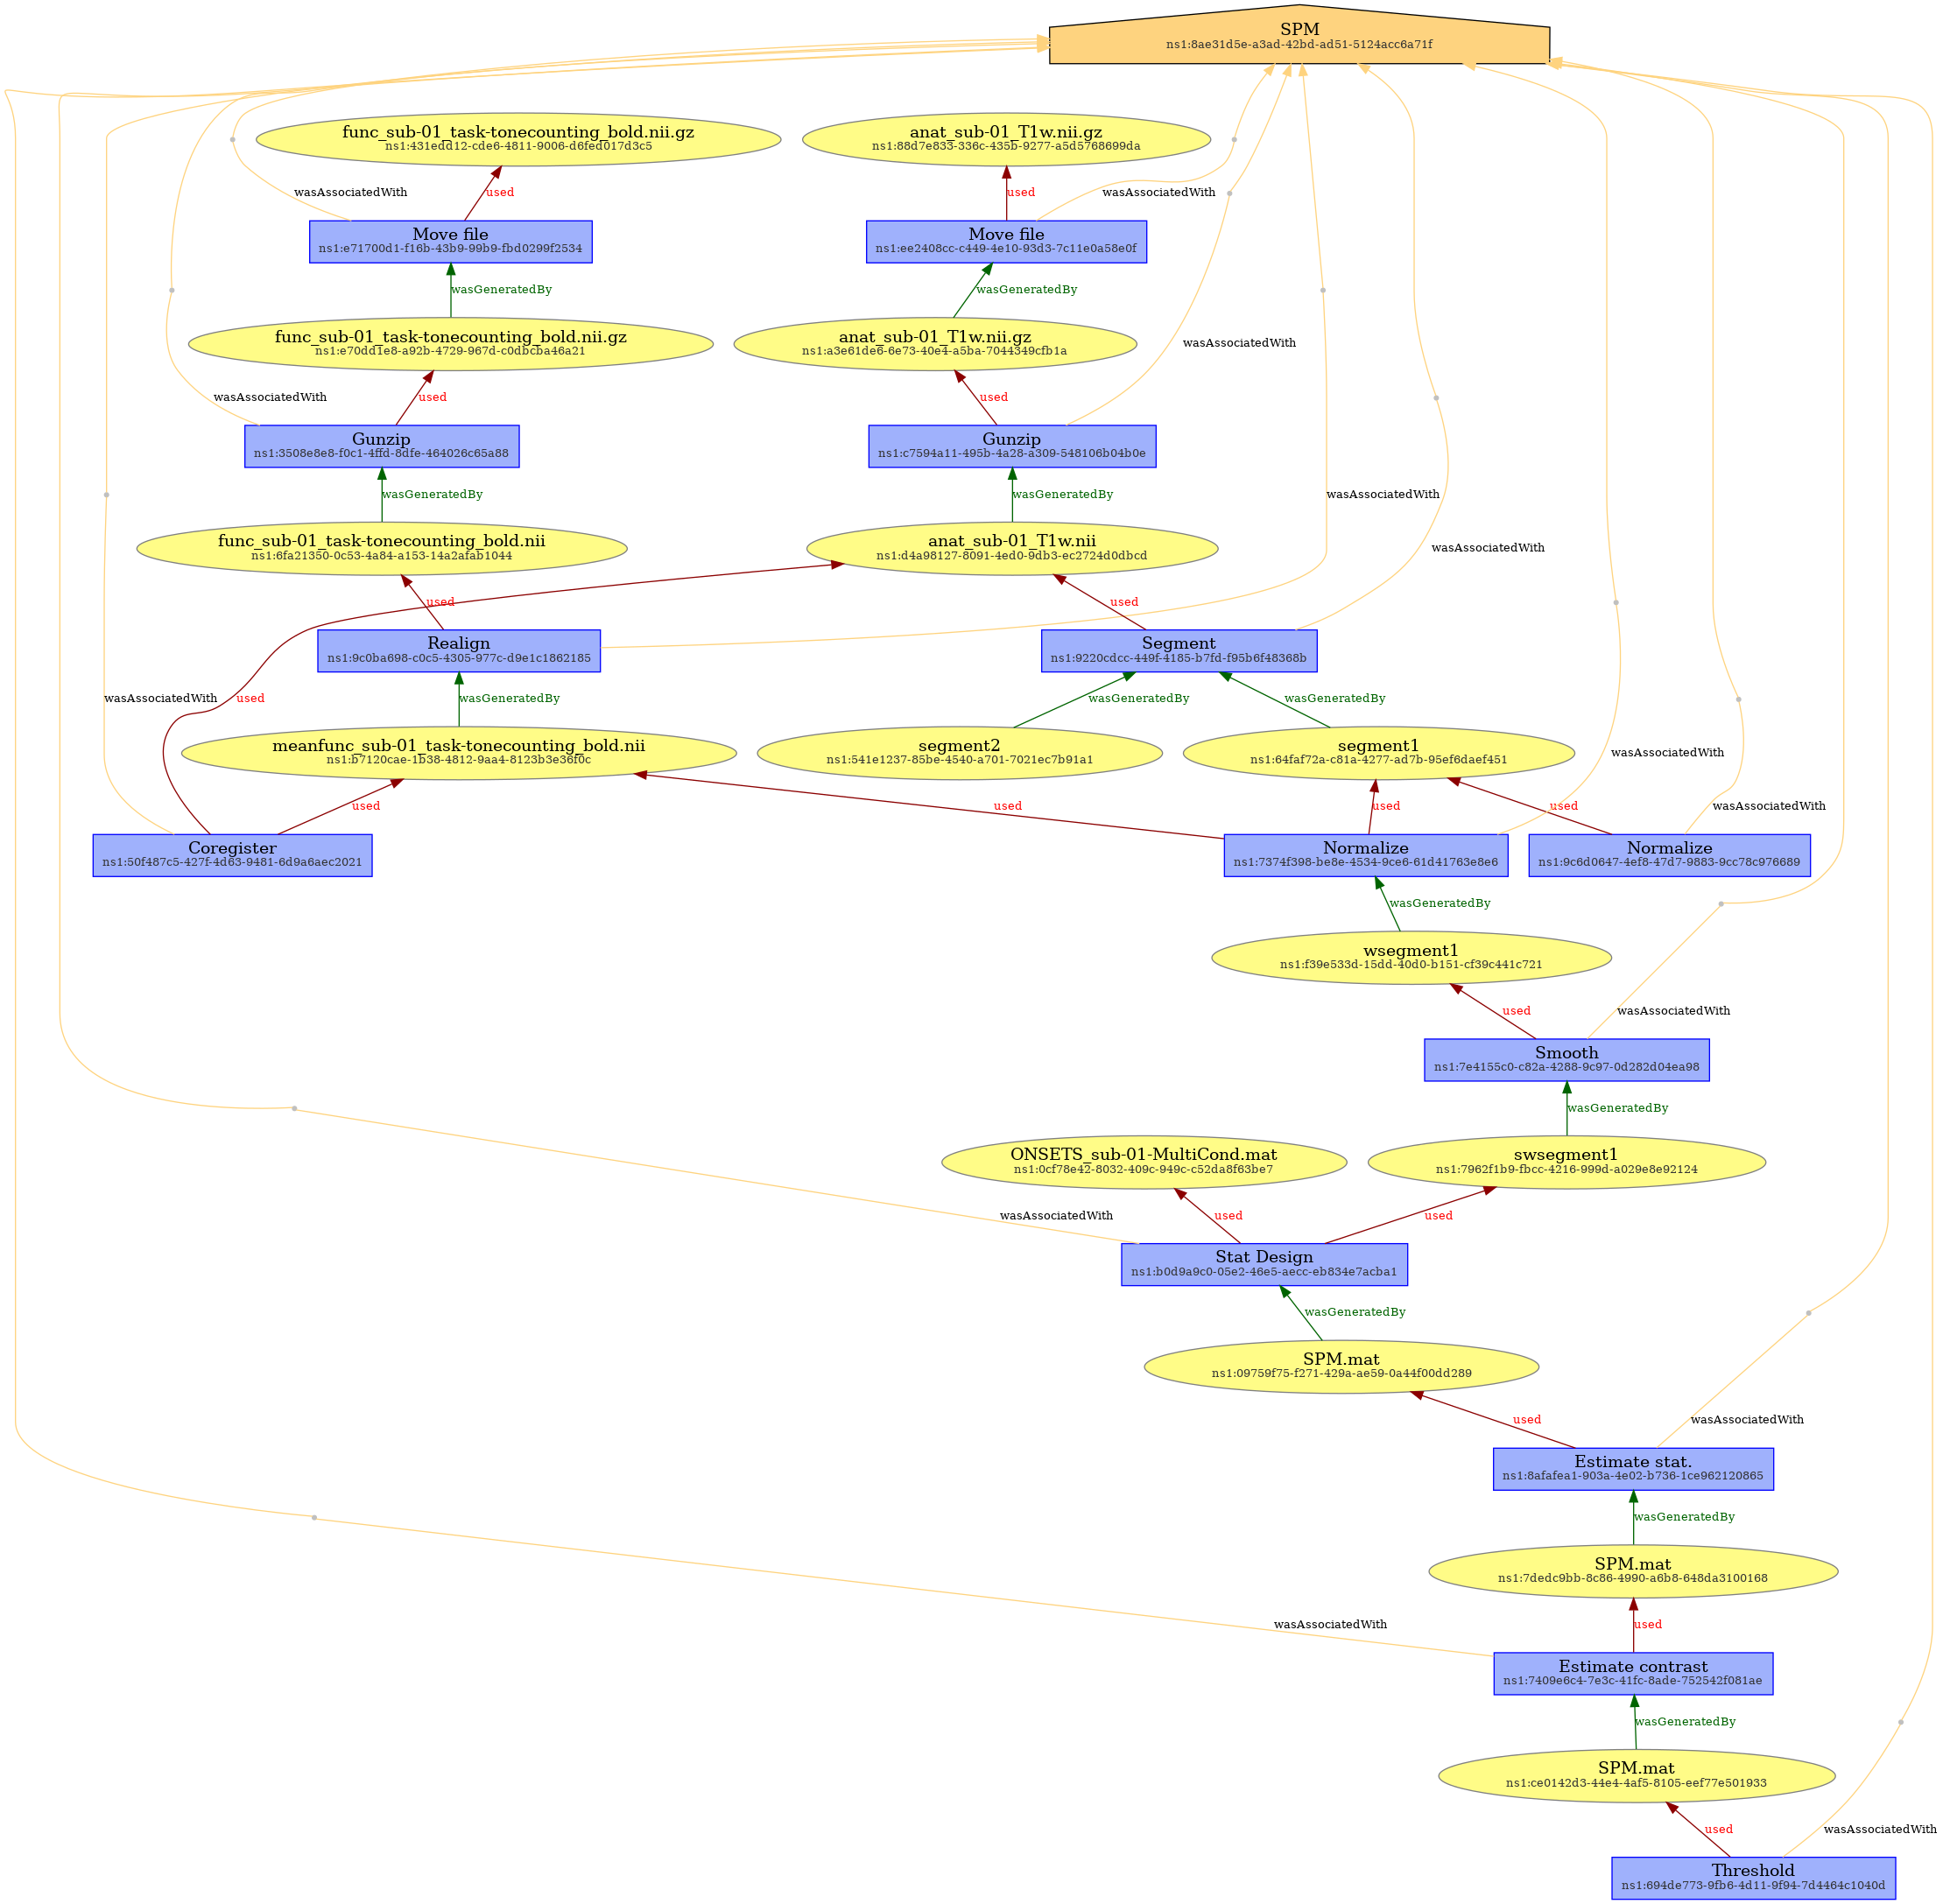 SPM
ns1:8ae31d5e-a3ad-42bd-ad51-5124acc6a71f
func_sub-01_task-tonecounting_bold.nii.gz
ns1:431edd12-cde6-4811-9006-d6fed017d3c5
anat_sub-01_T1w.nii.gz
ns1:88d7e833-336c-435b-9277-a5d5768699da
wasAssociatedWith
used
used
wasAssociatedWith
Move file
ns1:e71700d1-f16b-43b9-99b9-fbd0299f2534
Move file
ns1:ee2408cc-c449-4e10-93d3-7c11e0a58e0f
wasGeneratedBy
wasGeneratedBy
func_sub-01_task-tonecounting_bold.nii.gz
ns1:e70dd1e8-a92b-4729-967d-c0dbcba46a21
anat_sub-01_T1w.nii.gz
ns1:a3e61de6-6e73-40e4-a5ba-7044349cfb1a
wasAssociatedWith
wasAssociatedWith
used
used
Gunzip
ns1:3508e8e8-f0c1-4ffd-8dfe-464026c65a88
Gunzip
ns1:c7594a11-495b-4a28-a309-548106b04b0e
wasGeneratedBy
wasGeneratedBy
wasAssociatedWith
func_sub-01_task-tonecounting_bold.nii
ns1:6fa21350-0c53-4a84-a153-14a2afab1044
anat_sub-01_T1w.nii
ns1:d4a98127-8091-4ed0-9db3-ec2724d0dbcd
wasAssociatedWith
used
used
Realign
ns1:9c0ba698-c0c5-4305-977c-d9e1c1862185
Segment
ns1:9220cdcc-449f-4185-b7fd-f95b6f48368b
wasAssociatedWith
used
wasGeneratedBy
wasGeneratedBy
wasGeneratedBy
meanfunc_sub-01_task-tonecounting_bold.nii
ns1:b7120cae-1b38-4812-9aa4-8123b3e36f0c
segment2
ns1:541e1237-85be-4540-a701-7021ec7b91a1
segment1
ns1:64faf72a-c81a-4277-ad7b-95ef6daef451
wasAssociatedWith
used
used
used
used
wasAssociatedWith
Coregister
ns1:50f487c5-427f-4d63-9481-6d9a6aec2021
Normalize
ns1:7374f398-be8e-4534-9ce6-61d41763e8e6
Normalize
ns1:9c6d0647-4ef8-47d7-9883-9cc78c976689
wasGeneratedBy
wsegment1
ns1:f39e533d-15dd-40d0-b151-cf39c441c721
used
wasAssociatedWith
Smooth
ns1:7e4155c0-c82a-4288-9c97-0d282d04ea98
wasGeneratedBy
ONSETS_sub-01-MultiCond.mat
ns1:0cf78e42-8032-409c-949c-c52da8f63be7
swsegment1
ns1:7962f1b9-fbcc-4216-999d-a029e8e92124
wasAssociatedWith
used
used
Stat Design
ns1:b0d9a9c0-05e2-46e5-aecc-eb834e7acba1
wasGeneratedBy
SPM.mat
ns1:09759f75-f271-429a-ae59-0a44f00dd289
used
wasAssociatedWith
Estimate stat.
ns1:8afafea1-903a-4e02-b736-1ce962120865
wasGeneratedBy
SPM.mat
ns1:7dedc9bb-8c86-4990-a6b8-648da3100168
wasAssociatedWith
used
Estimate contrast
ns1:7409e6c4-7e3c-41fc-8ade-752542f081ae
wasGeneratedBy
SPM.mat
ns1:ce0142d3-44e4-4af5-8105-eef77e501933
used
wasAssociatedWith
Threshold
ns1:694de773-9fb6-4d11-9f94-7d4464c1040d